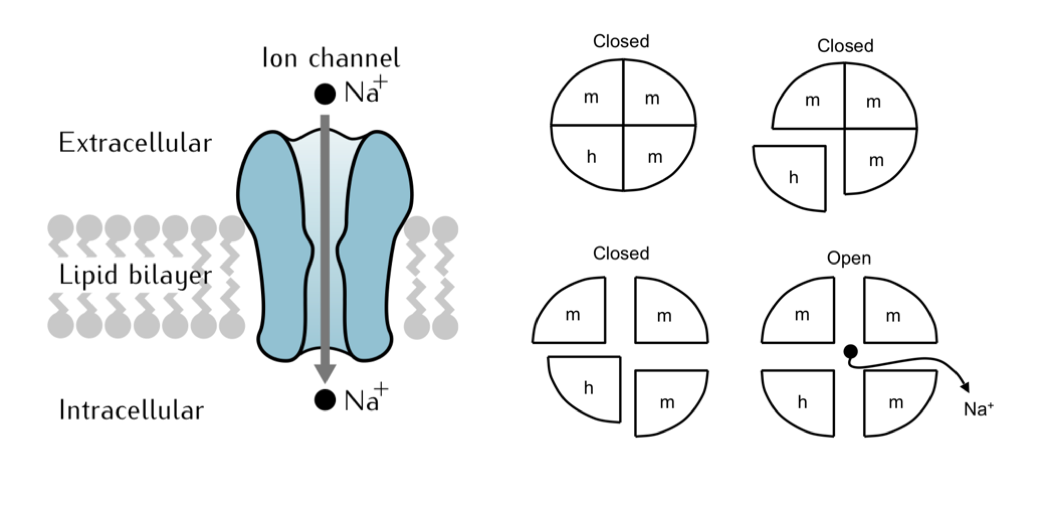 Ion channel
Na+
Extracellular
Lipid bilayer
Na+
Intracellular
Closed
m m
h m
Closed
m m
m
h
Closed
m m
h
m
Open
m m
h m
Na+